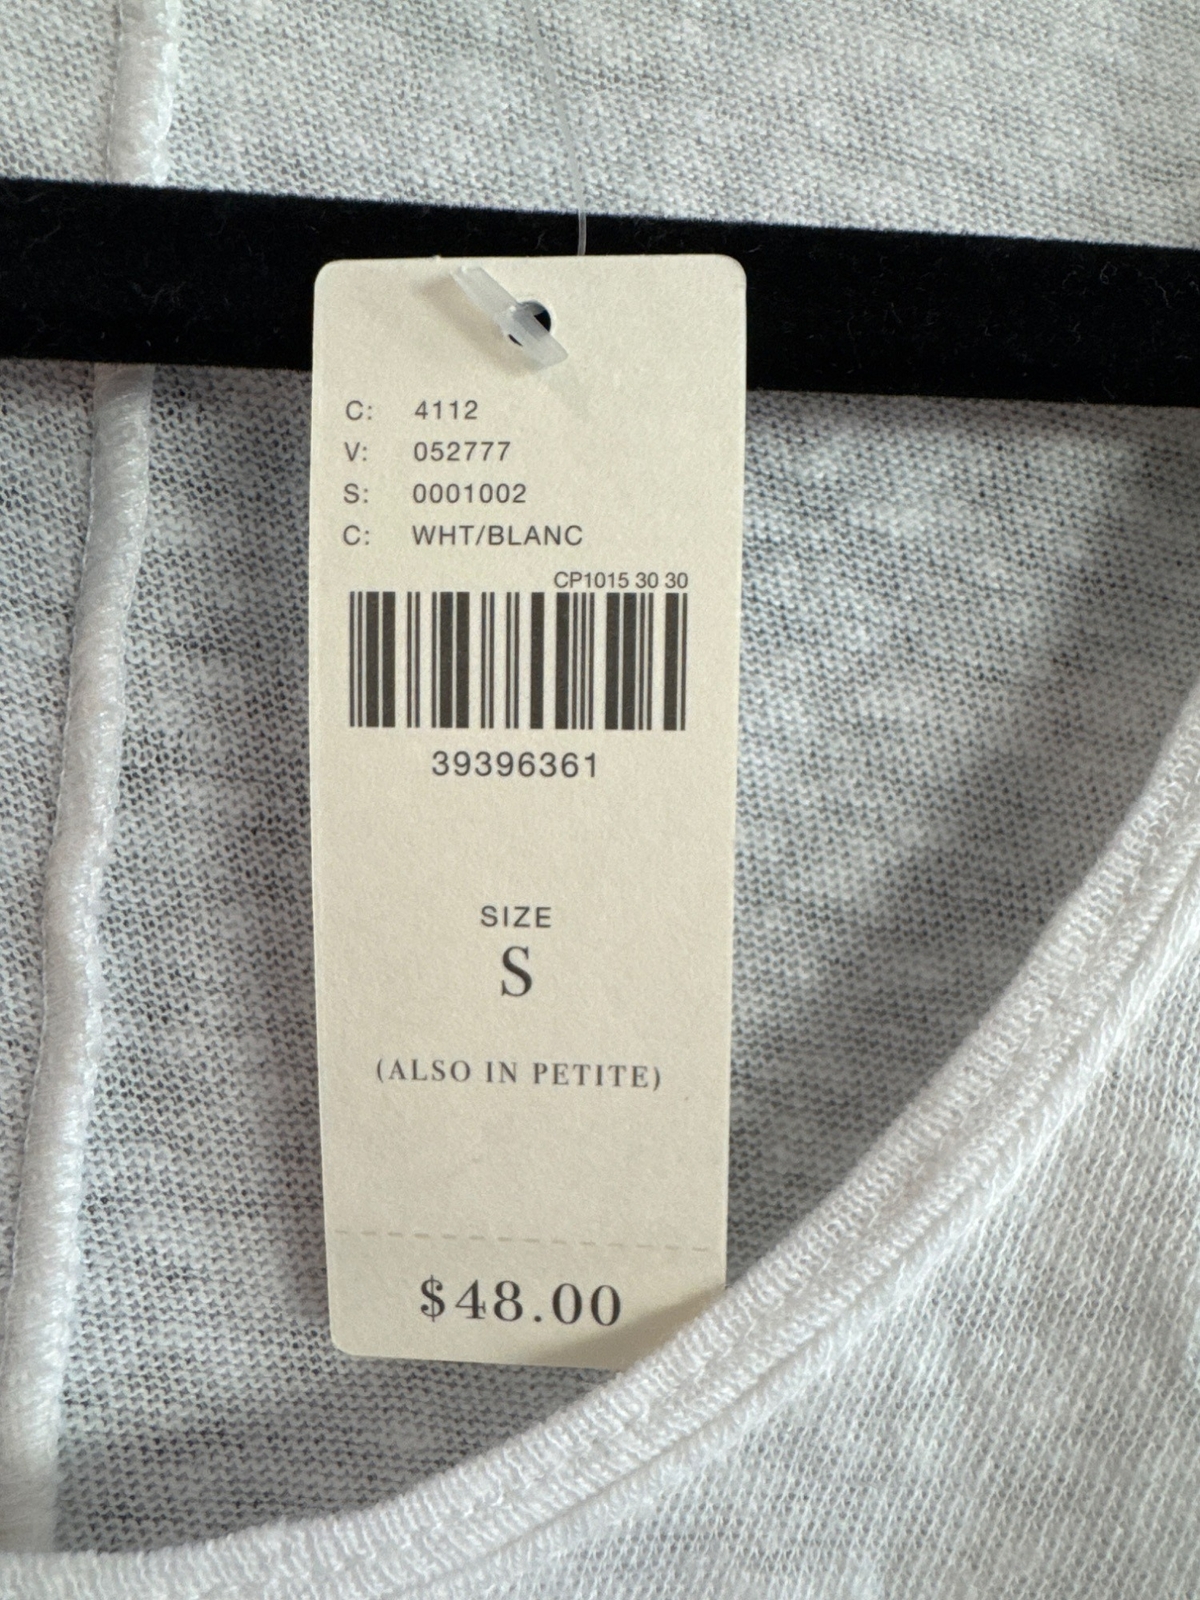 C: 4112
V: 052777
S: 0001002
C: WHT/BLANC
CP1015 30 30
39396361
SIZE
S
(ALSO IN PETITE)
$48.00